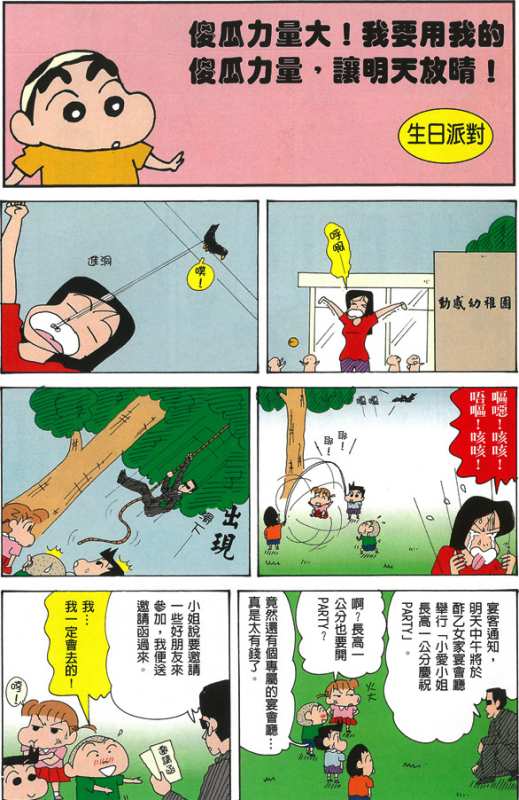 傻瓜力量大！我要用我的
傻瓜力量，讓明天放晴！
生日派對
動感幼稚園
進洞
噗！
嘔噁！咳咳！
唔嘔！咳咳！
出現
宴客通知，
明天中午將於
酢乙女家宴會廳
舉行「小愛小姐
長高一公分慶祝
PARTY」
火大
啊？長高一
公分也要開
PARTY？
竟然還有個專屬
的宴會廳…
真是太有錢了。
小姐說要邀請
一些好朋友來
參加，我便送
邀請函過來。
我…
我一定會去的！
哼！
邀請函